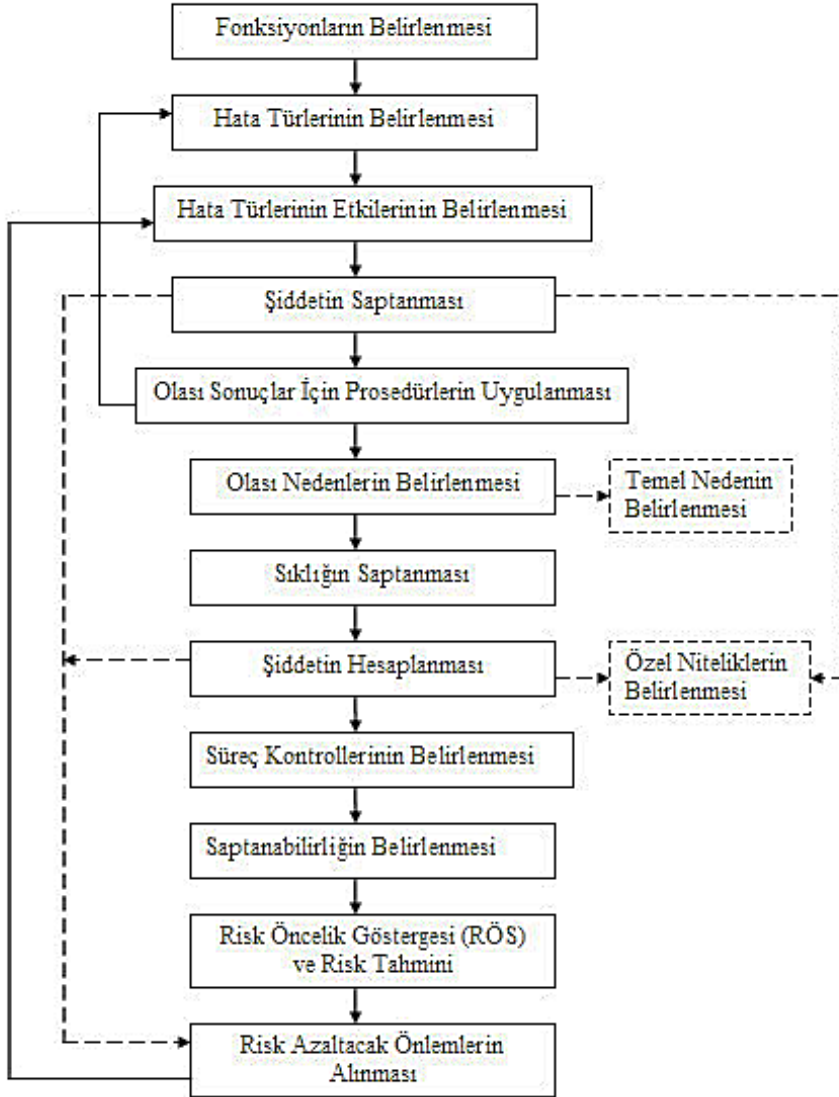 Fonksiyonların Belirlenmesi
Hata Türlerinin Belirlenmesi
Hata Türlerinin Etkilerinin Belirlenmesi
Şiddetin Saptanması
Olası Sonuçlar İçin Prosedürlerin Uygulanması
Olası Nedenlerin Belirlenmesi
Temel Nedenin
Belirlenmesi
Sıklığın Saptanması
Şiddetin Hesaplanması
Özel Niteliklerin
Belirlenmesi
Süreç Kontrollerinin Belirlenmesi
Saptanabilirliğin Belirlenmesi
Risk Öncelik Göstergesi (RÖS)
ve Risk Tahmini
Risk Azaltacak Önlemlerin
Alınması